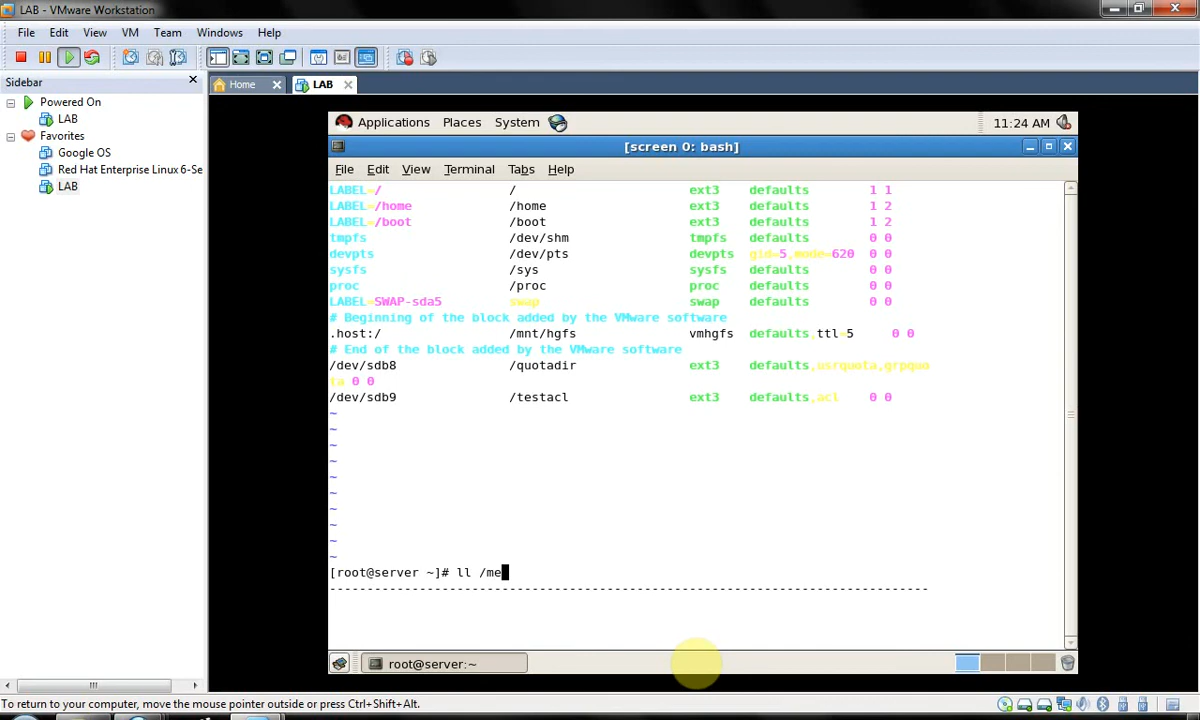 LAB - VMware Workstation
File Edit View VM Team Windows Help
Sidebar
Home LAB
Powered On
LAB
Favorites
Google OS
Red Hat Enterprise Linux 6-Se
LAB
Applications Places System 11:24 AM
[screen 0: bash]
File Edit View Terminal Tabs Help
LABEL=/ / ext3 defaults 1 1
LABEL=/home /home ext3 defaults 1 2
LABEL=/boot /boot ext3 defaults 1 2
tmpfs /dev/shm tmpfs defaults 0 0
devpts /dev/pts devpts gid=5,mode=620 0 0
sysfs /sys sysfs defaults 0 0
proc /proc proc defaults 0 0
LABEL=SWAP-sda5 swap swap defaults 0 0
# Beginning of the block added by the VMware software
.host:/ /mnt/hgfs vmhgfs defaults,ttl=5 0 0
# End of the block added by the VMware software
/dev/sdb8 /quotadir ext3 defaults,usrquota,grpquo
ta 0 0
/dev/sdb9 /testacl ext3 defaults,acl 0 0
~
~
~
~
~
~
~
~
~
~
[root@server ~]# ll /me
--------------------------------------------------------------------------------
root@server:~
To return to your computer, move the mouse pointer outside or press Ctrl+Shift+Alt.